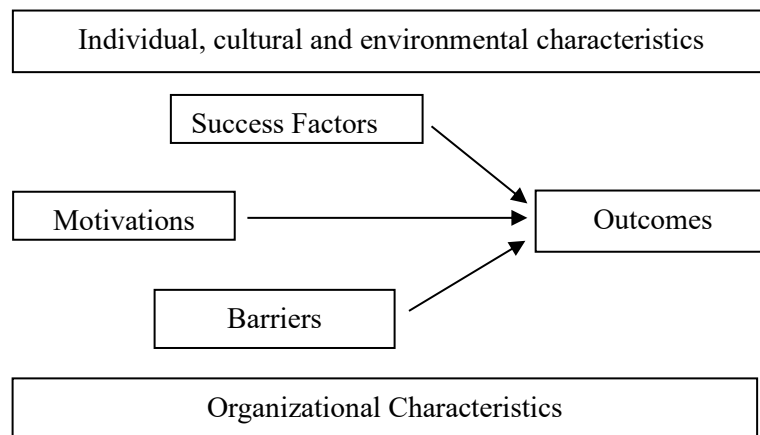 Individual, cultural and environmental characteristics
Success Factors
Motivations
Outcomes
Barriers
Organizational Characteristics